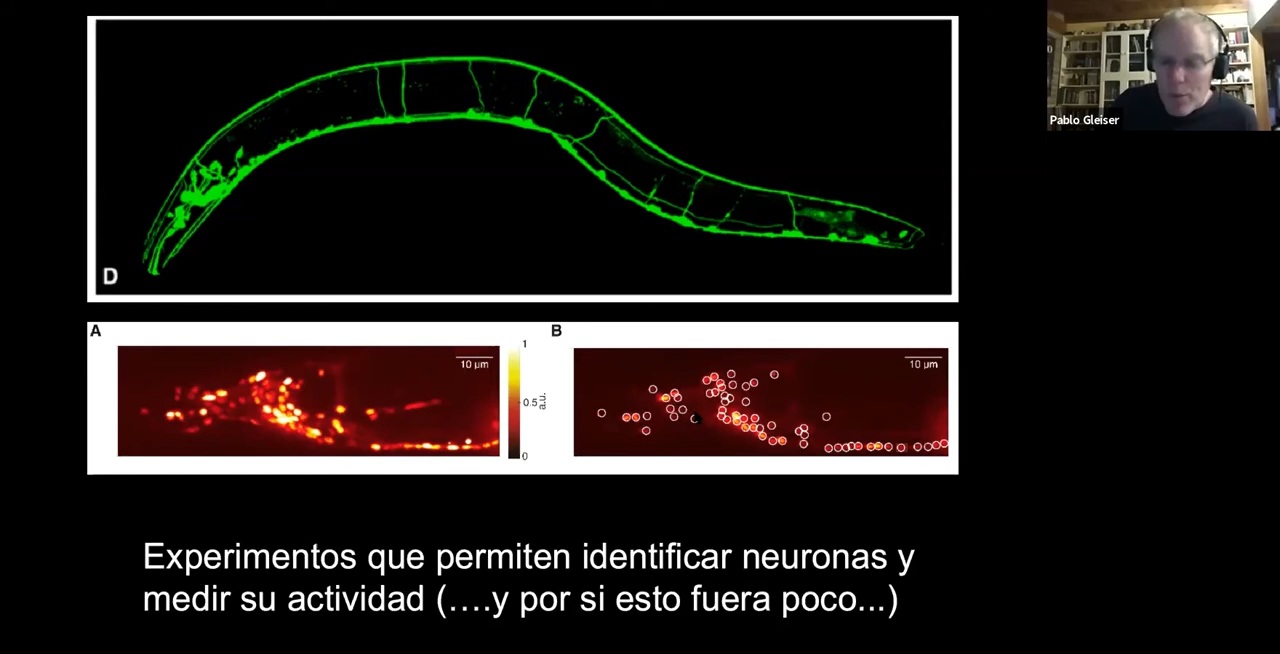 D
A
B
10 µm
1
0.5
a.u.
0
10 µm
Experimentos que permiten identificar neuronas y
medir su actividad (....y por si esto fuera poco...)
Pablo Gleiser